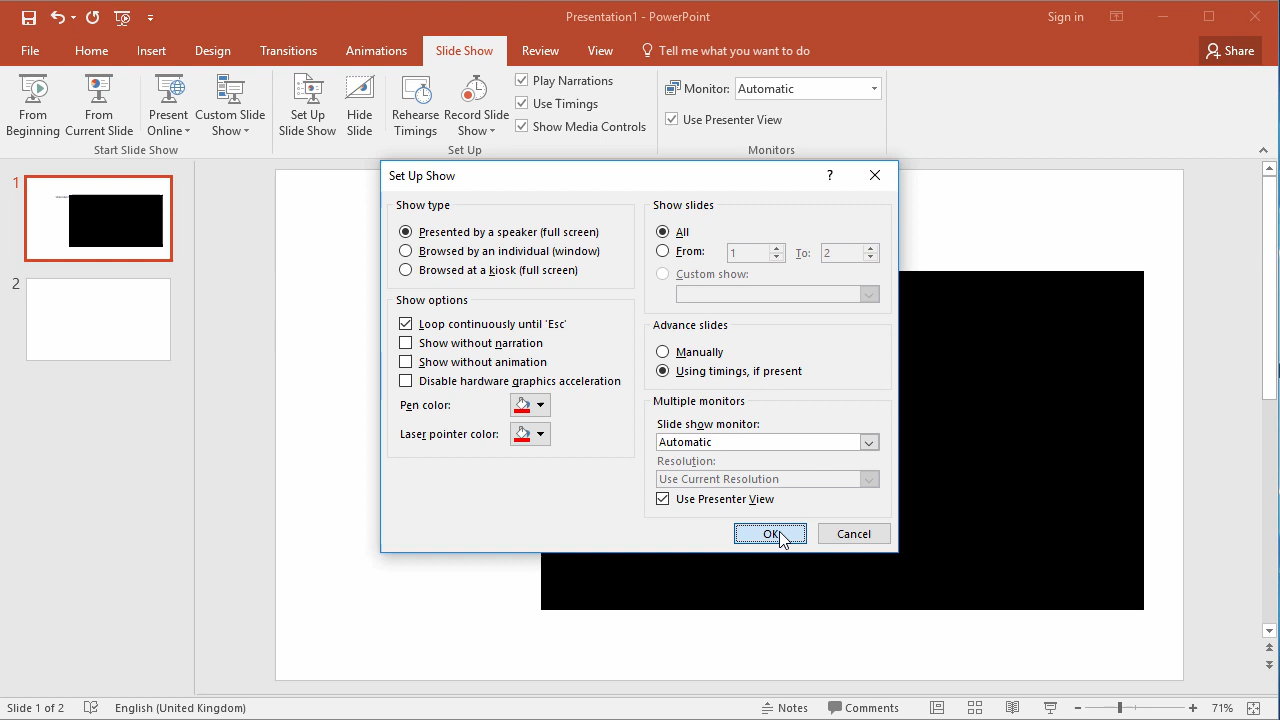 Presentation1 - PowerPoint
Sign in
File Home Insert Design Transitions Animations Slide Show Review View Tell me what you want to do Share
From Beginning
From Current Slide
Present Online
Custom Slide Show
Start Slide Show
Set Up Slide Show
Hide Slide
Rehearse Timings
Record Slide Show
Play Narrations
Use Timings
Show Media Controls
Set Up
Monitor: Automatic
Use Presenter View
Monitors
1
2
Set Up Show ?
Show type
Presented by a speaker (full screen)
Browsed by an individual (window)
Browsed at a kiosk (full screen)
Show options
Loop continuously until 'Esc'
Show without narration
Show without animation
Disable hardware graphics acceleration
Pen color:
Laser pointer color:
Show slides
All
From: 1 To: 2
Custom show:
Advance slides
Manually
Using timings, if present
Multiple monitors
Slide show monitor:
Automatic
Resolution:
Use Current Resolution
Use Presenter View
OK Cancel
Slide 1 of 2 English (United Kingdom) Notes Comments 71%